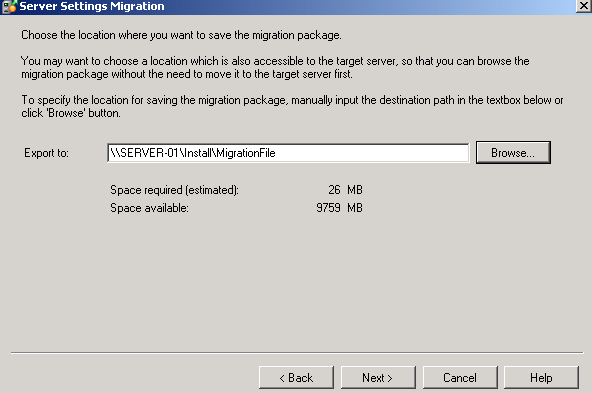 Server Settings Migration
Choose the location where you want to save the migration package.
You may want to choose a location which is also accessible to the target server, so that you can browse the
migration package without the need to move it to the target server first.
To specify the location for saving the migration package, manually input the destination path in the textbox below or
click 'Browse' button.
Export to: \\SERVER-01\Install\MigrationFile Browse...
Space required (estimated): 26 MB
Space available: 9759 MB
< Back Next > Cancel Help